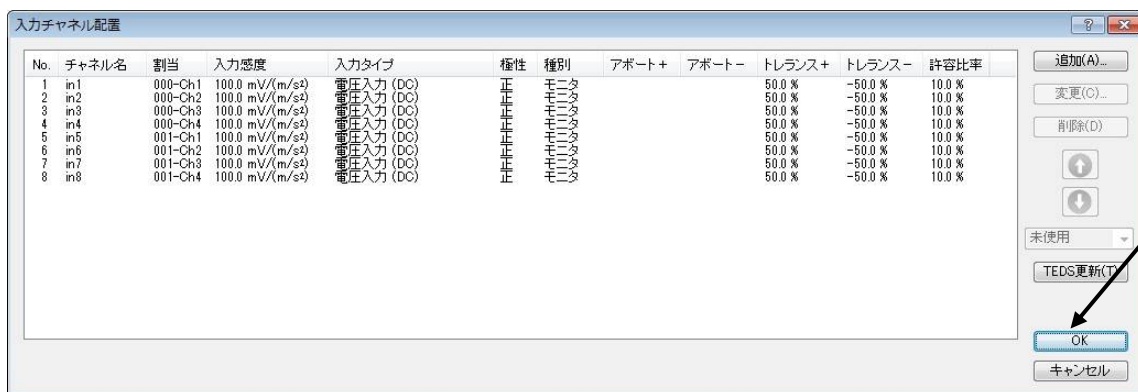 入力チャネル配置
No. チャネル名 割当 入力感度 入力タイプ 極性 種別 アボート+ アボート- トレランス+ トレランス- 許容比率
1 in1 000-Ch1 100.0 mV/(m/s²) 電圧入力 (DC) 正 モニタ 50.0 % -50.0 % 10.0 %
2 in2 000-Ch2 100.0 mV/(m/s²) 電圧入力 (DC) 正 モニタ 50.0 % -50.0 % 10.0 %
3 in3 000-Ch3 100.0 mV/(m/s²) 電圧入力 (DC) 正 モニタ 50.0 % -50.0 % 10.0 %
4 in4 000-Ch4 100.0 mV/(m/s²) 電圧入力 (DC) 正 モニタ 50.0 % -50.0 % 10.0 %
5 in5 001-Ch1 100.0 mV/(m/s²) 電圧入力 (DC) 正 モニタ 50.0 % -50.0 % 10.0 %
6 in6 001-Ch2 100.0 mV/(m/s²) 電圧入力 (DC) 正 モニタ 50.0 % -50.0 % 10.0 %
7 in7 001-Ch3 100.0 mV/(m/s²) 電圧入力 (DC) 正 モニタ 50.0 % -50.0 % 10.0 %
8 in8 001-Ch4 100.0 mV/(m/s²) 電圧入力 (DC) 正 モニタ 50.0 % -50.0 % 10.0 %
追加(A)...
変更(C)...
削除(D)
未使用
TEDS更新(T)
OK
キャンセル